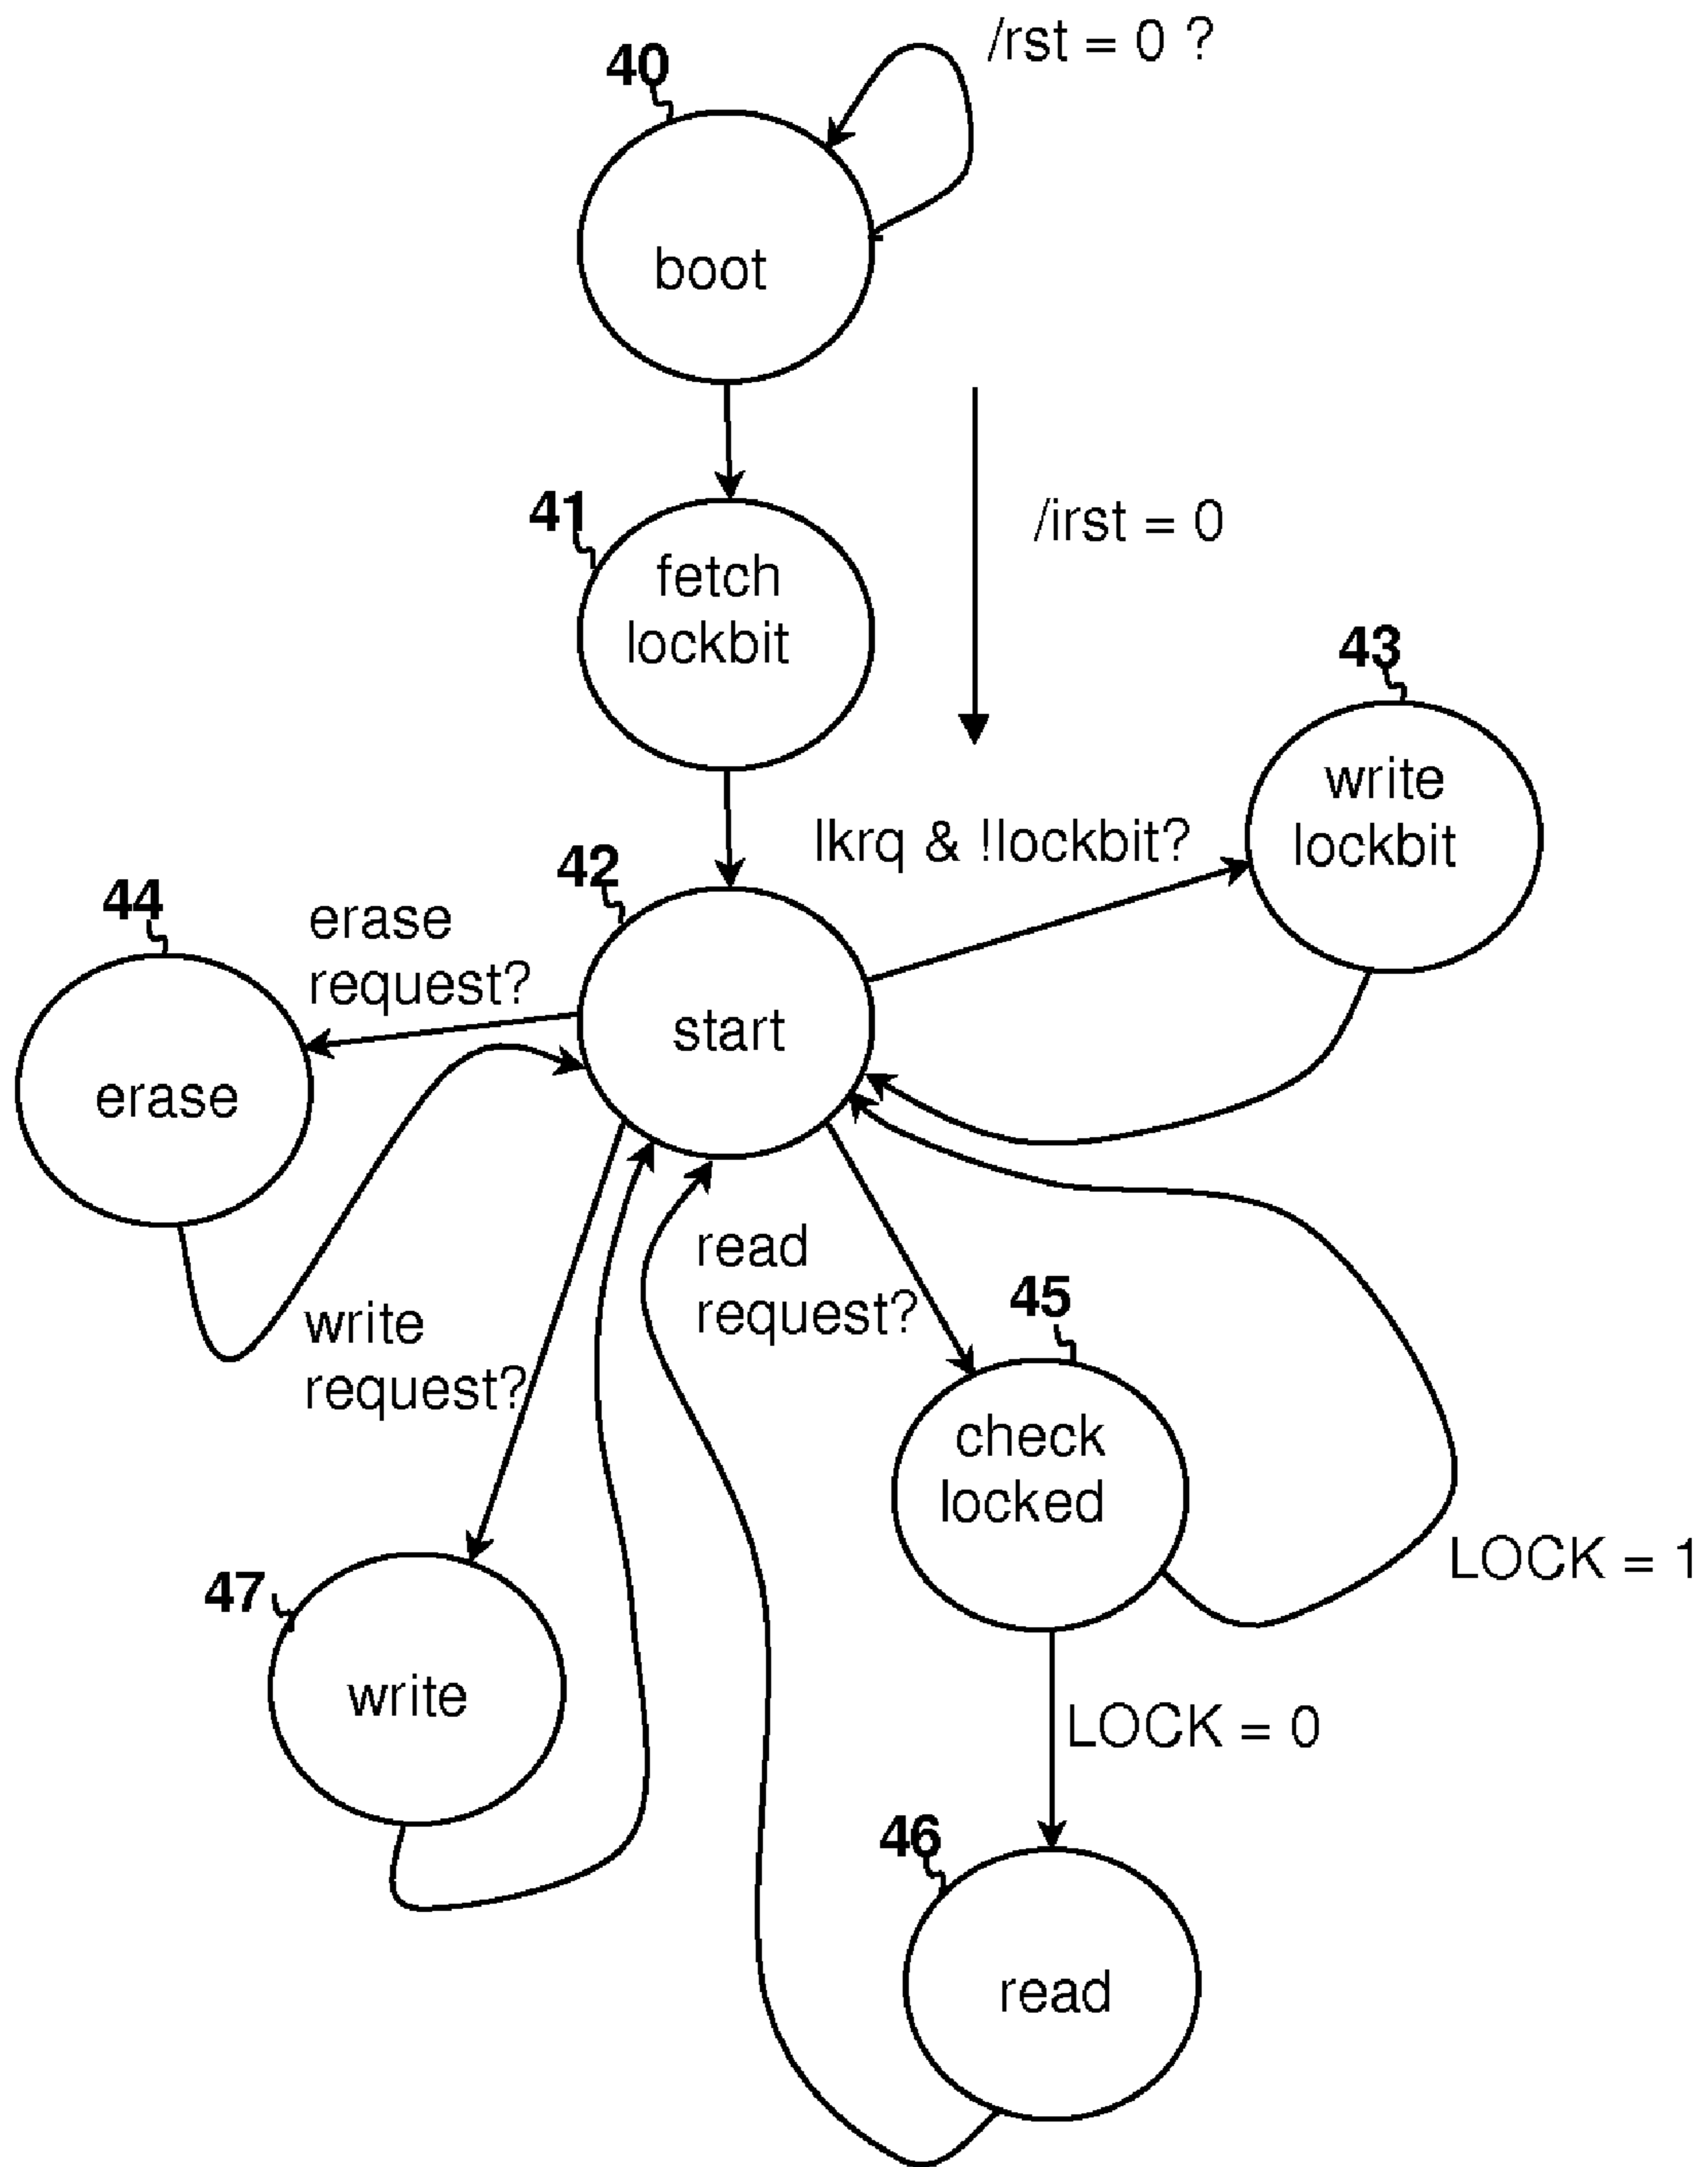 /rst = 0 ?
40
boot
41
/irst = 0
fetch
lockbit
43
write
lockbit
lkrq & !lockbit?
42
44
erase
request?
start
erase
read
request?
45
write
request?
check
locked
LOCK = 1
47
write
LOCK = 0
46
read